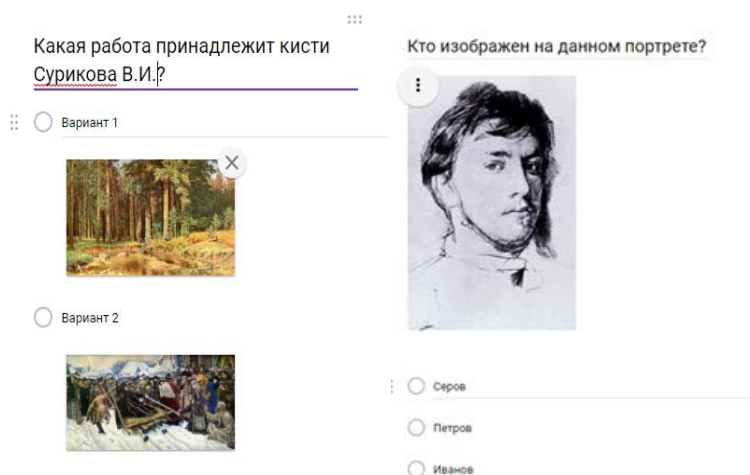 Какая работа принадлежит кисти
Сурикова В.И.?
Вариант 1
Вариант 2
Кто изображен на данном портрете?
Серов
Петров
Иванов